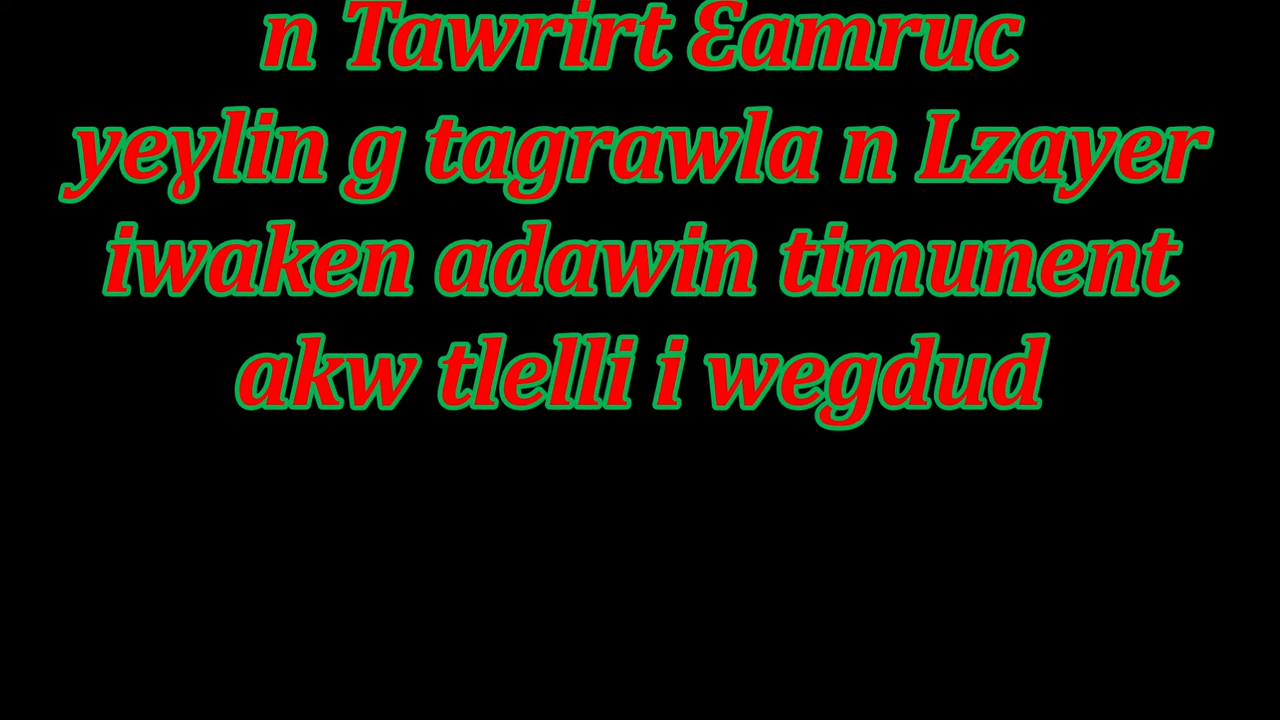 n Tawrirt Ɛamruc
yeɣlin g tagrawla n Lzayer
iwaken adawin timunent
akw tlelli i wegdud